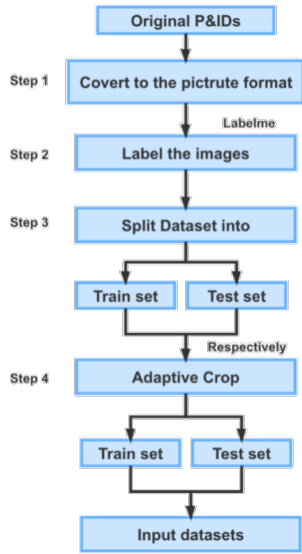 Original P&IDs
Step 1
Covert to the pictrute format
Labelme
Step 2
Label the images
Step 3
Split Dataset into
Train set
Test set
Respectively
Step 4
Adaptive Crop
Train set
Test set
Input datasets